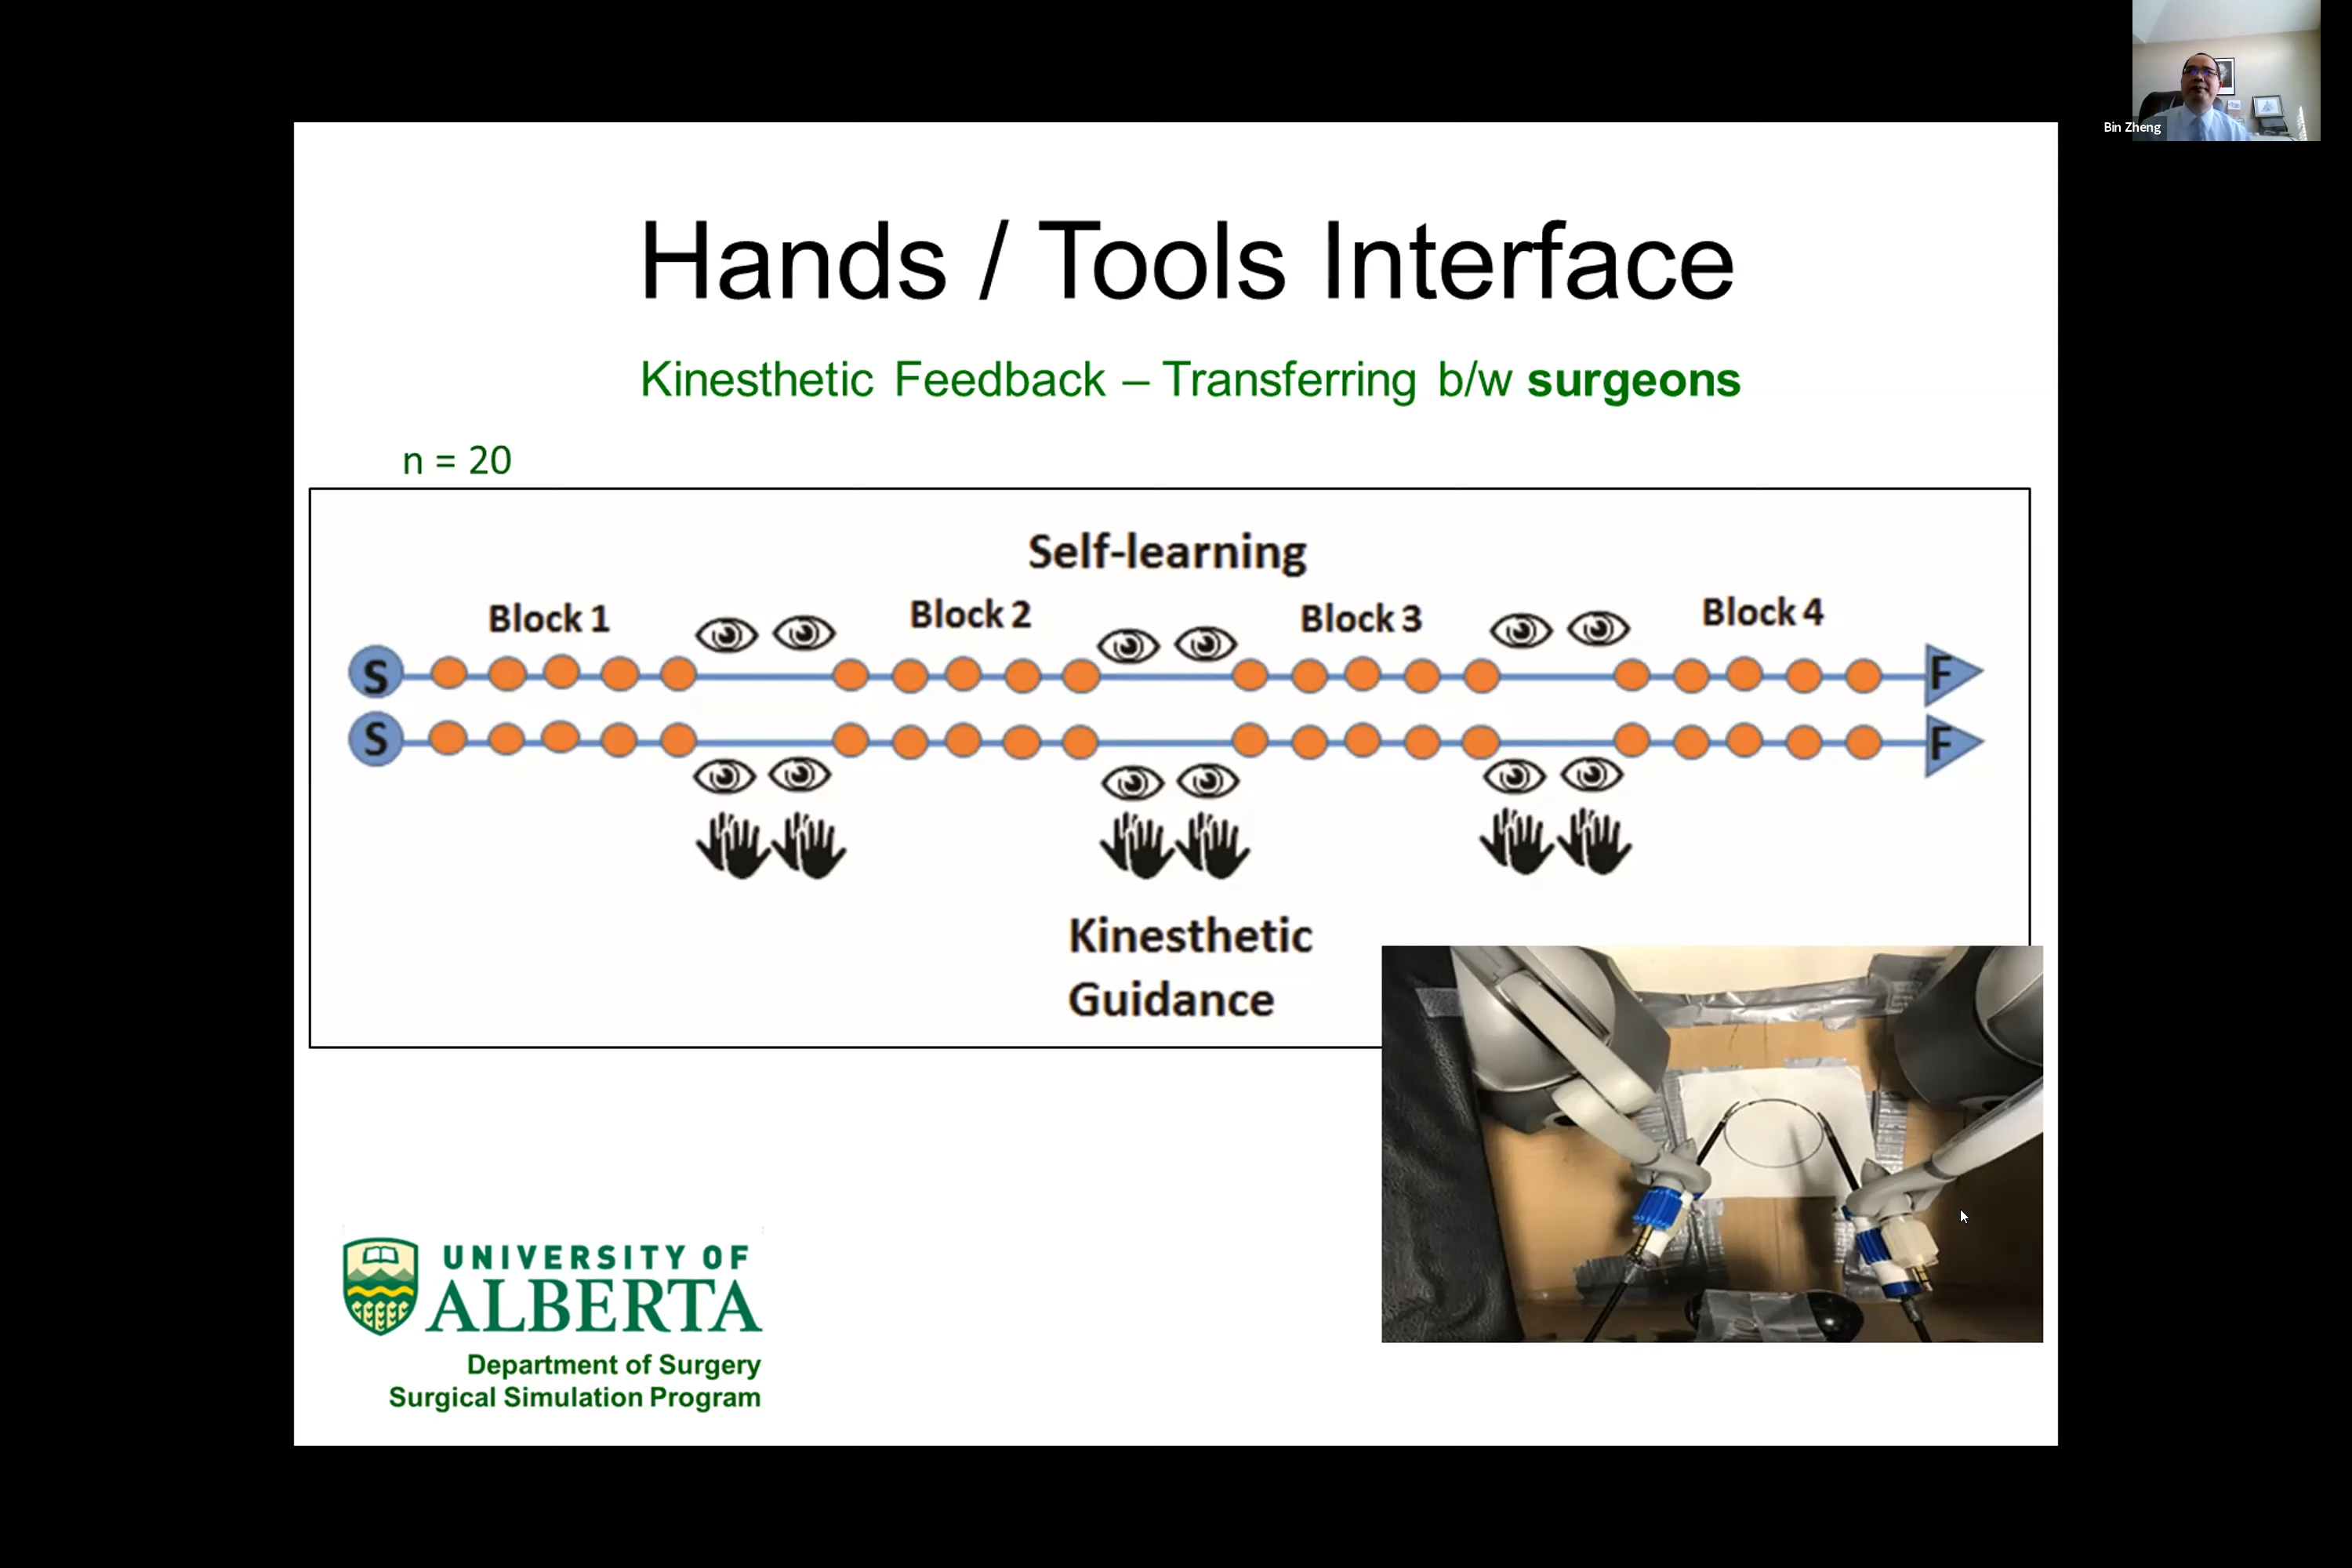 Bin Zheng
Hands / Tools Interface
Kinesthetic Feedback – Transferring b/w surgeons
n = 20
Self-learning
Block 1
Block 2
Block 3
Block 4
S
F
S
F
Kinesthetic
Guidance
UNIVERSITY OF
ALBERTA
Department of Surgery
Surgical Simulation Program